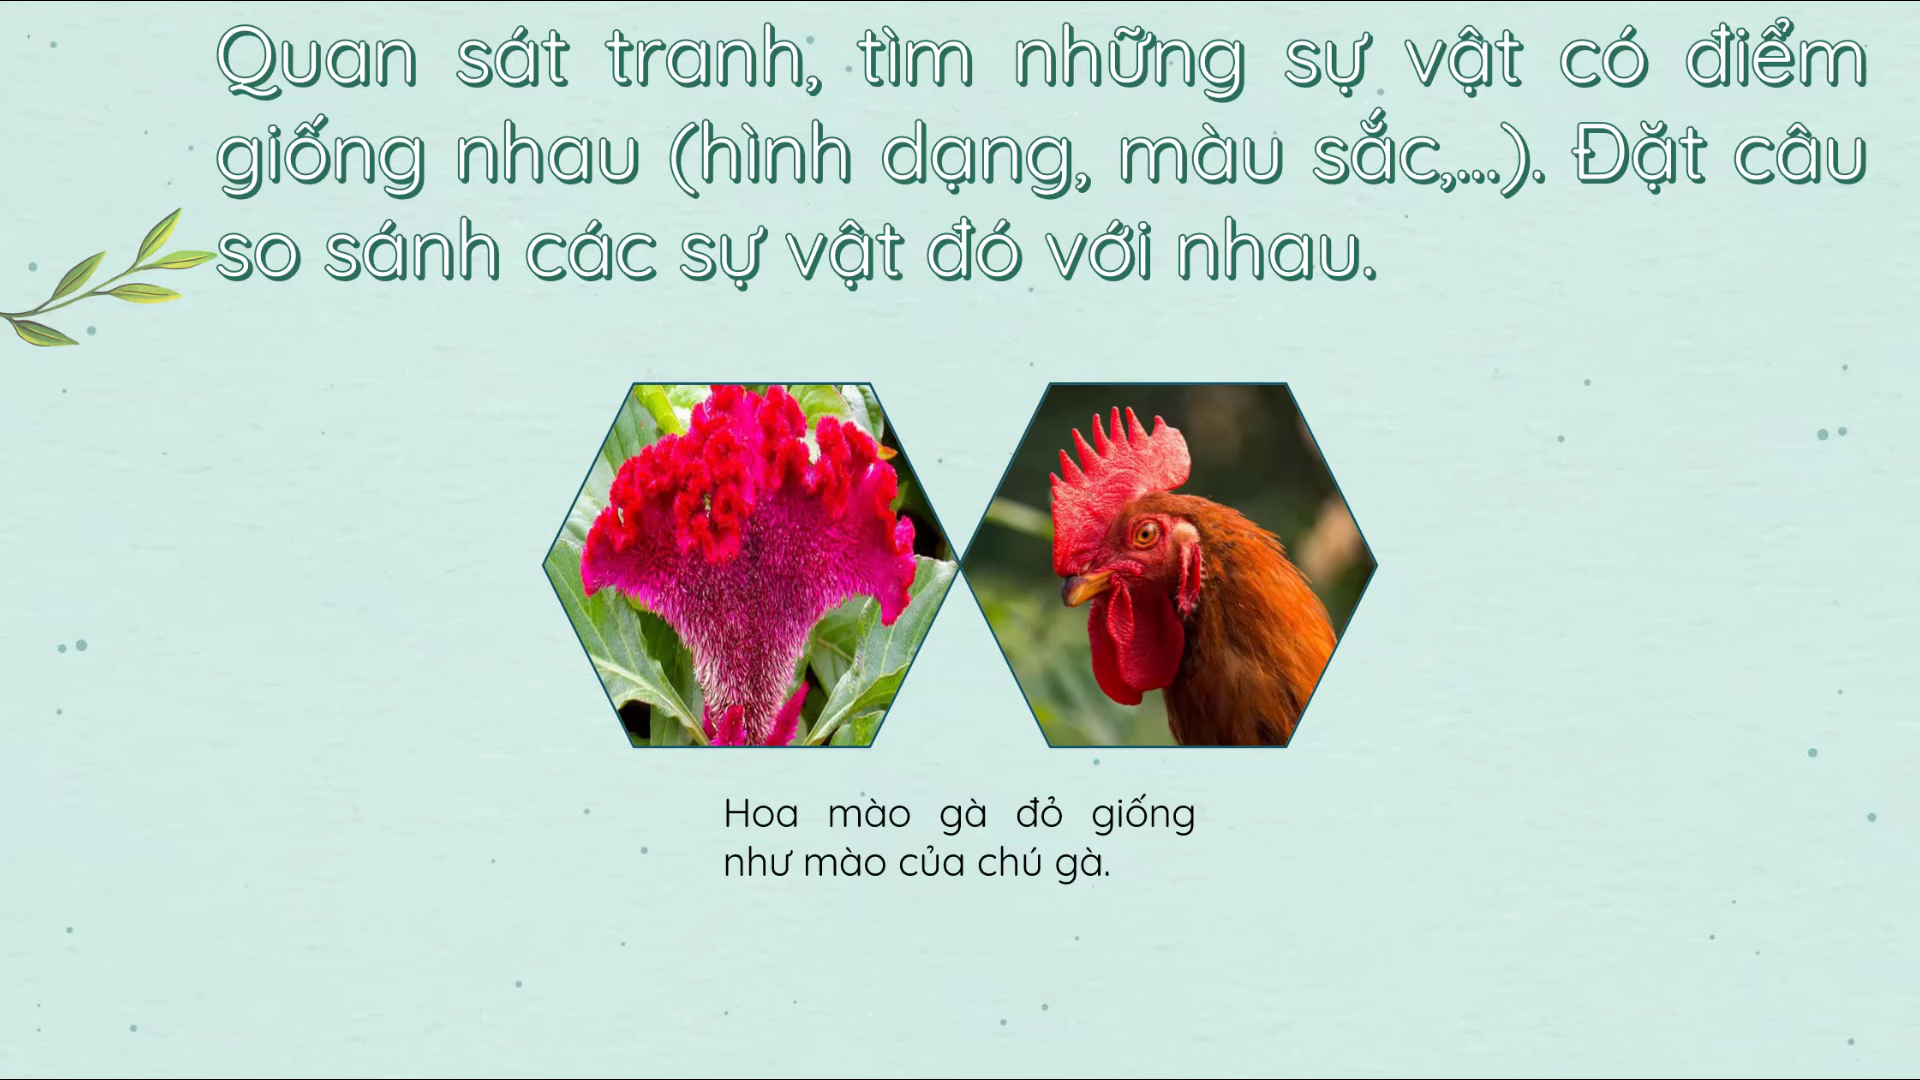 Quan sát tranh, tìm những sự vật có điểm
giống nhau (hình dạng, màu sắc,...). Đặt câu
so sánh các sự vật đó với nhau.
Hoa mào gà đỏ giống
như mào của chú gà.